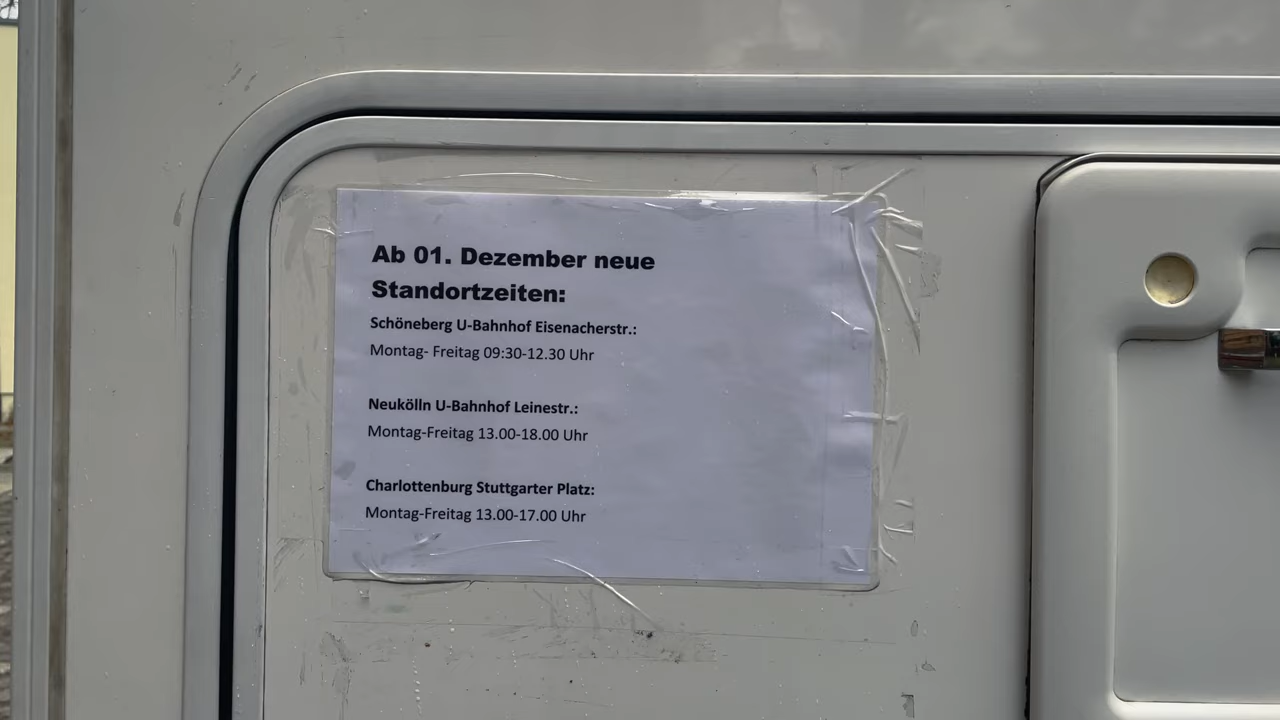 Ab 01. Dezember neue
Standortzeiten:
Schöneberg U-Bahnhof Eisenacherstr.:
Montag- Freitag 09:30-12.30 Uhr
Neukölln U-Bahnhof Leinestr.:
Montag-Freitag 13.00-18.00 Uhr
Charlottenburg Stuttgarter Platz:
Montag-Freitag 13.00-17.00 Uhr